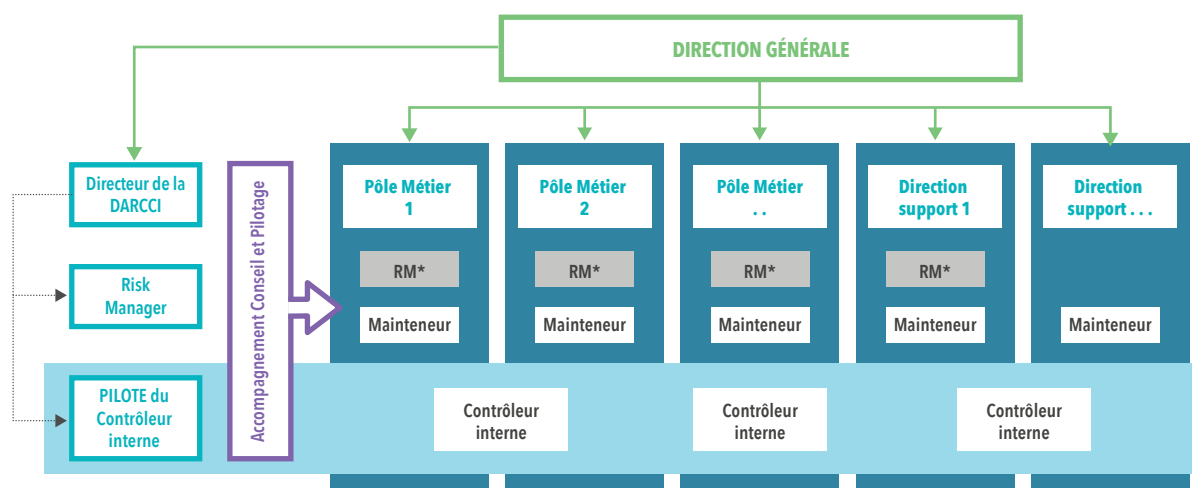 DIRECTION GÉNÉRALE
Directeur de la
DARCCI
Risk
Manager
PILOTE du
Contrôleur
interne
Accompagnement Conseil et Pilotage
Pôle Métier
1
RM*
Mainteneur
Pôle Métier
2
RM*
Mainteneur
Pôle Métier
. .
RM*
Mainteneur
Direction
support 1
RM*
Mainteneur
Direction
support . . .
Mainteneur
Contrôleur
interne
Contrôleur
interne
Contrôleur
interne